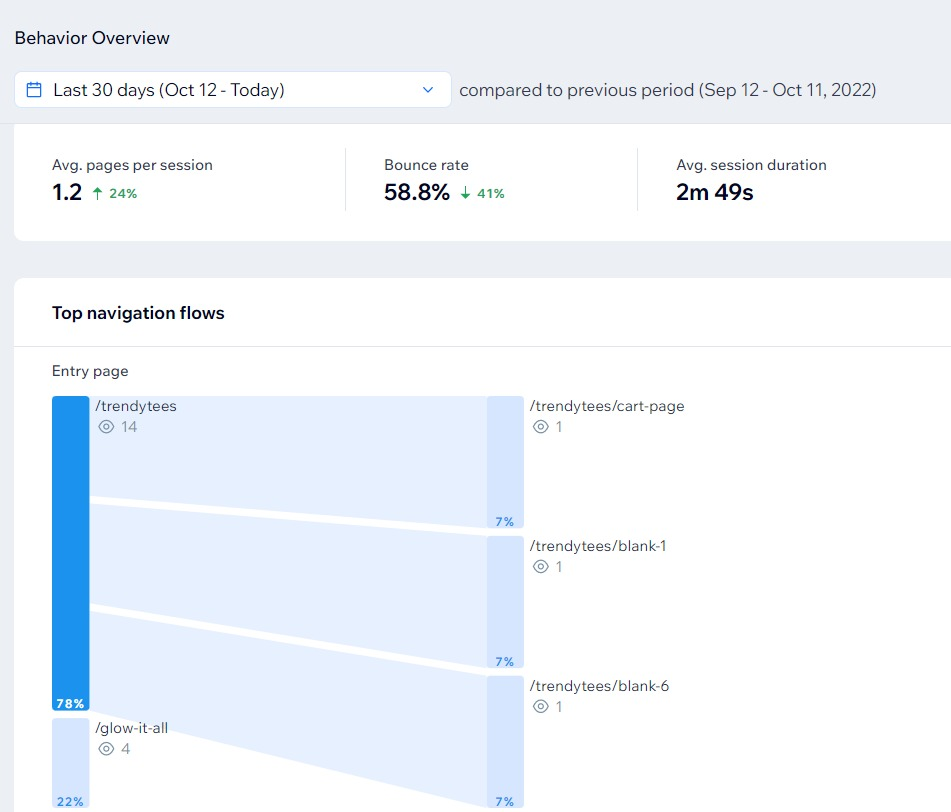 Behavior Overview
Last 30 days (Oct 12 - Today)
compared to previous period (Sep 12 - Oct 11, 2022)
Avg. pages per session
1.2 ↑ 24%
Bounce rate
58.8% ↓ 41%
Avg. session duration
2m 49s
Top navigation flows
Entry page
/trendytees
14
78%
/glow-it-all
4
22%
/trendytees/cart-page
1
7%
/trendytees/blank-1
1
7%
/trendytees/blank-6
1
7%